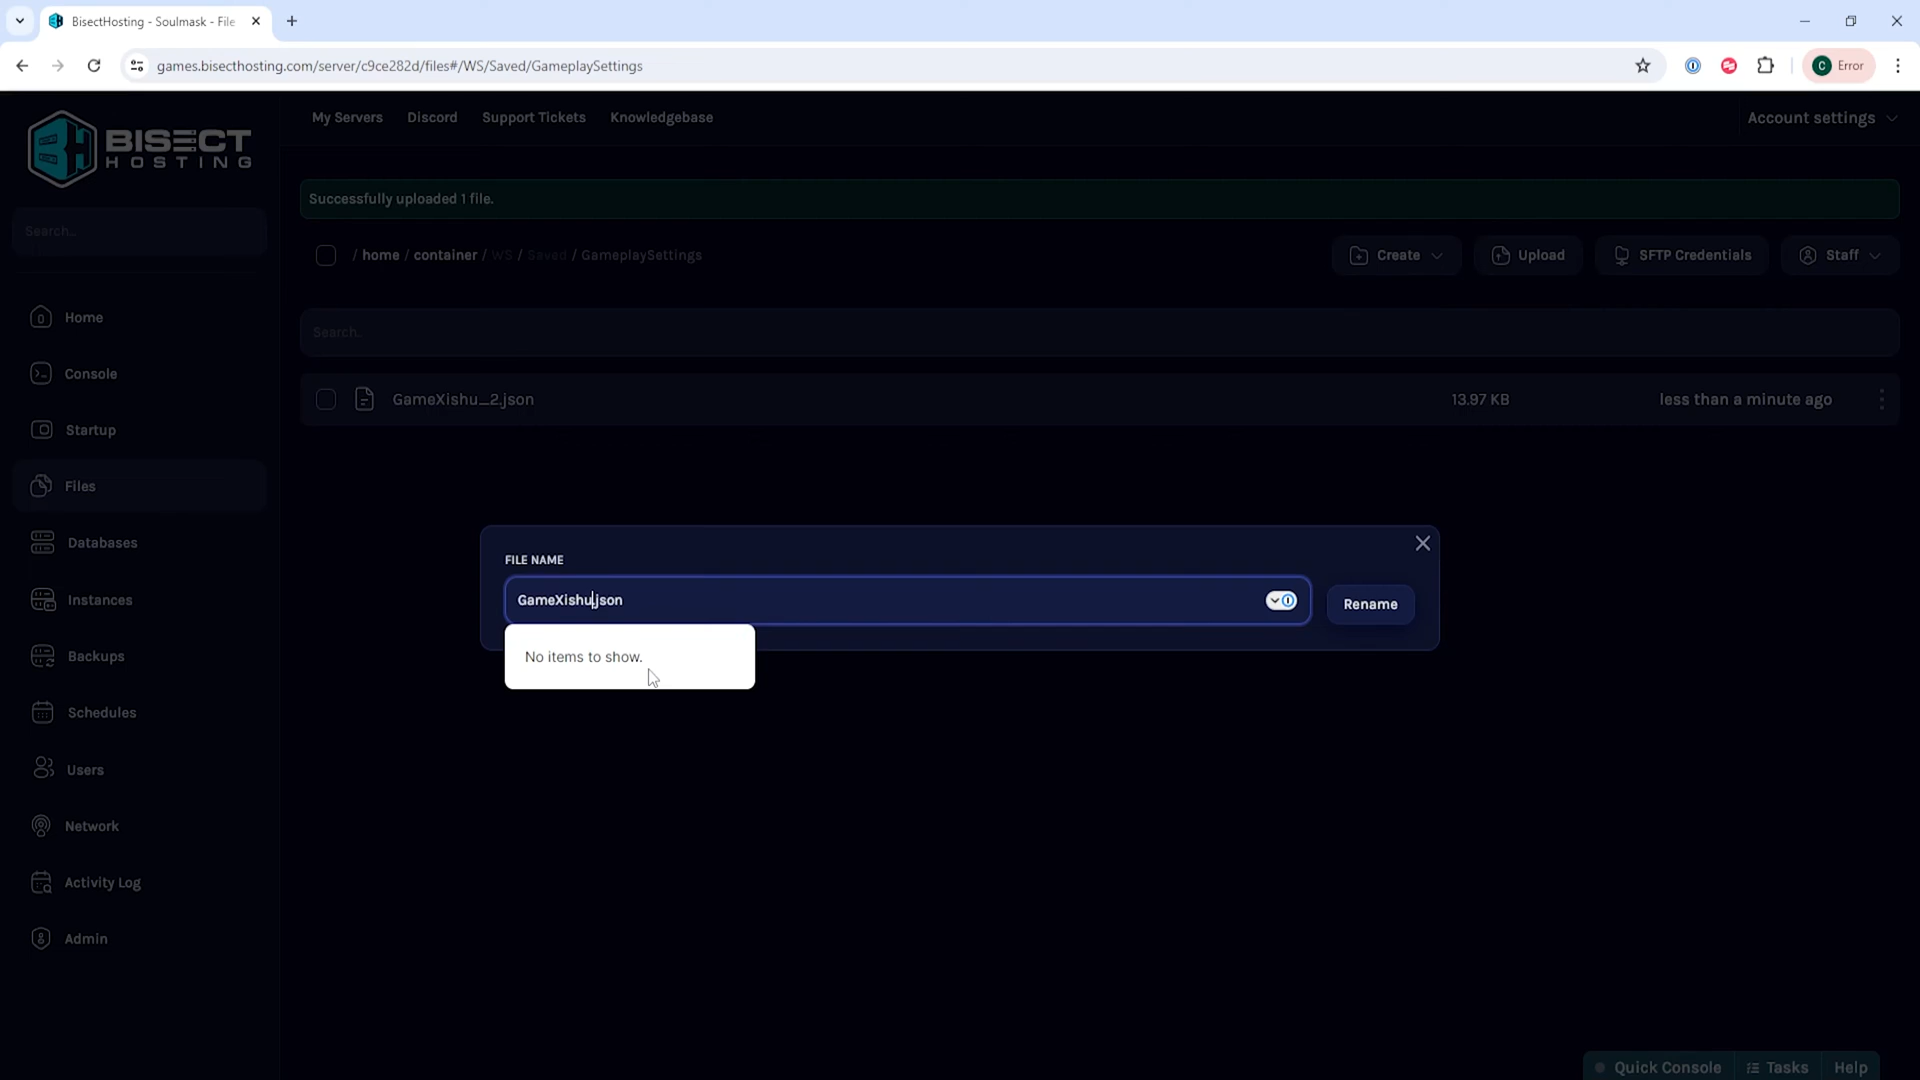 BisectHosting - Soulmask - File
games.bisecthosting.com/server/c9ce282d/files#/WS/Saved/GameplaySettings
C Error
BISECT
HOSTING
My Servers Discord Support Tickets Knowledgebase
Account settings
Search...
Successfully uploaded 1 file.
/ home / container / WS / Saved / GameplaySettings
Create Upload SFTP Credentials Staff
Search.
GameXishu_2.json 13.97 KB less than a minute ago
Home
Console
Startup
Files
Databases
Instances
Backups
Schedules
Users
Network
Activity Log
Admin
FILE NAME
GameXishu.json
Rename
No items to show.
Quick Console Tasks Help